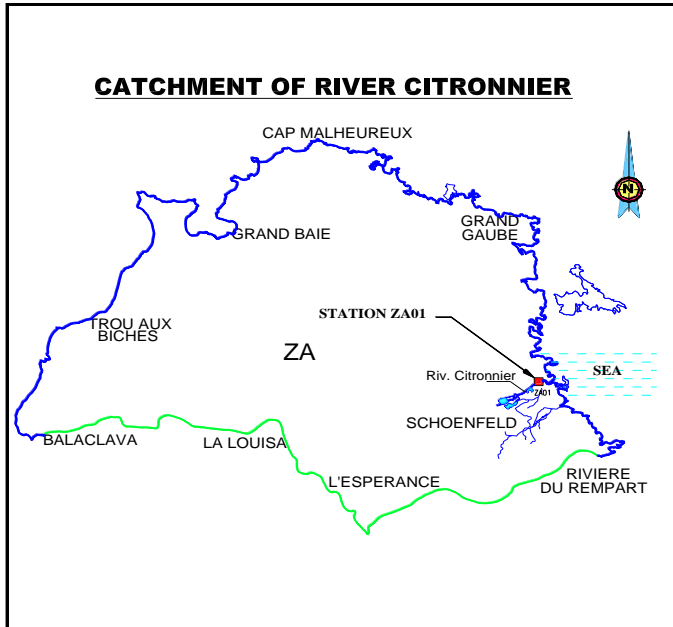 CATCHMENT OF RIVER CITRONNIER
CAP MALHEUREUX
N
GRAND
GAUBE
GRAND BAIE
STATION ZA01
TROU AUX
BICHES
ZA
SEA
Riv. Citronnier
ZA01
SCHOENFELD
BALACLAVA
LA LOUISA
L'ESPERANCE
RIVIERE
DU REMPART